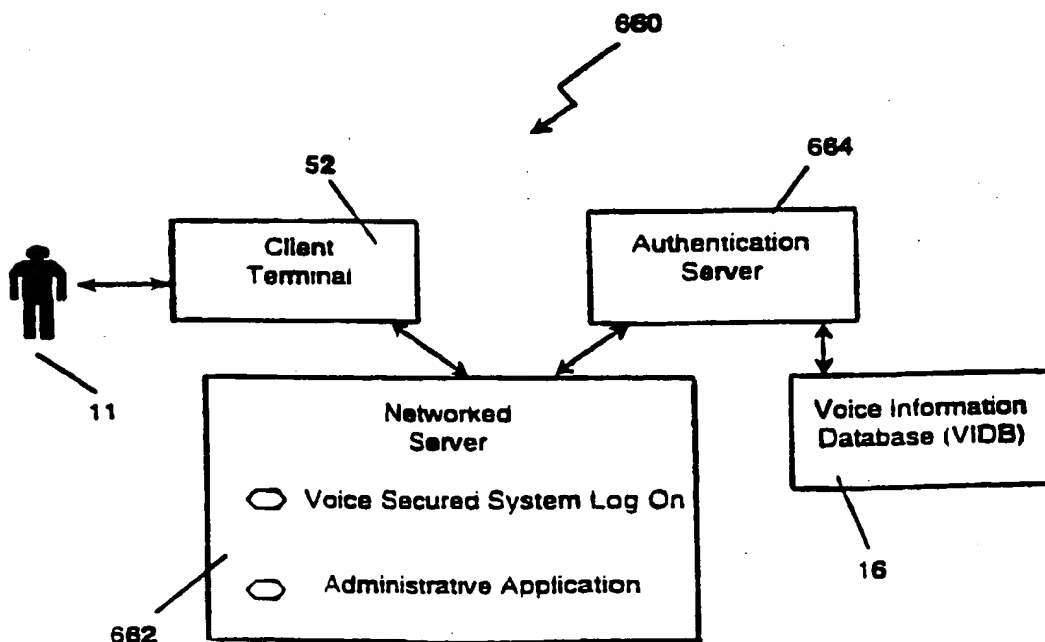 660
52
664
Client
Terminal
Authentication
Server
11
Networked
Server
Voice Information
Database (VIDB)
Voice Secured System Log On
16
Administrative Application
662